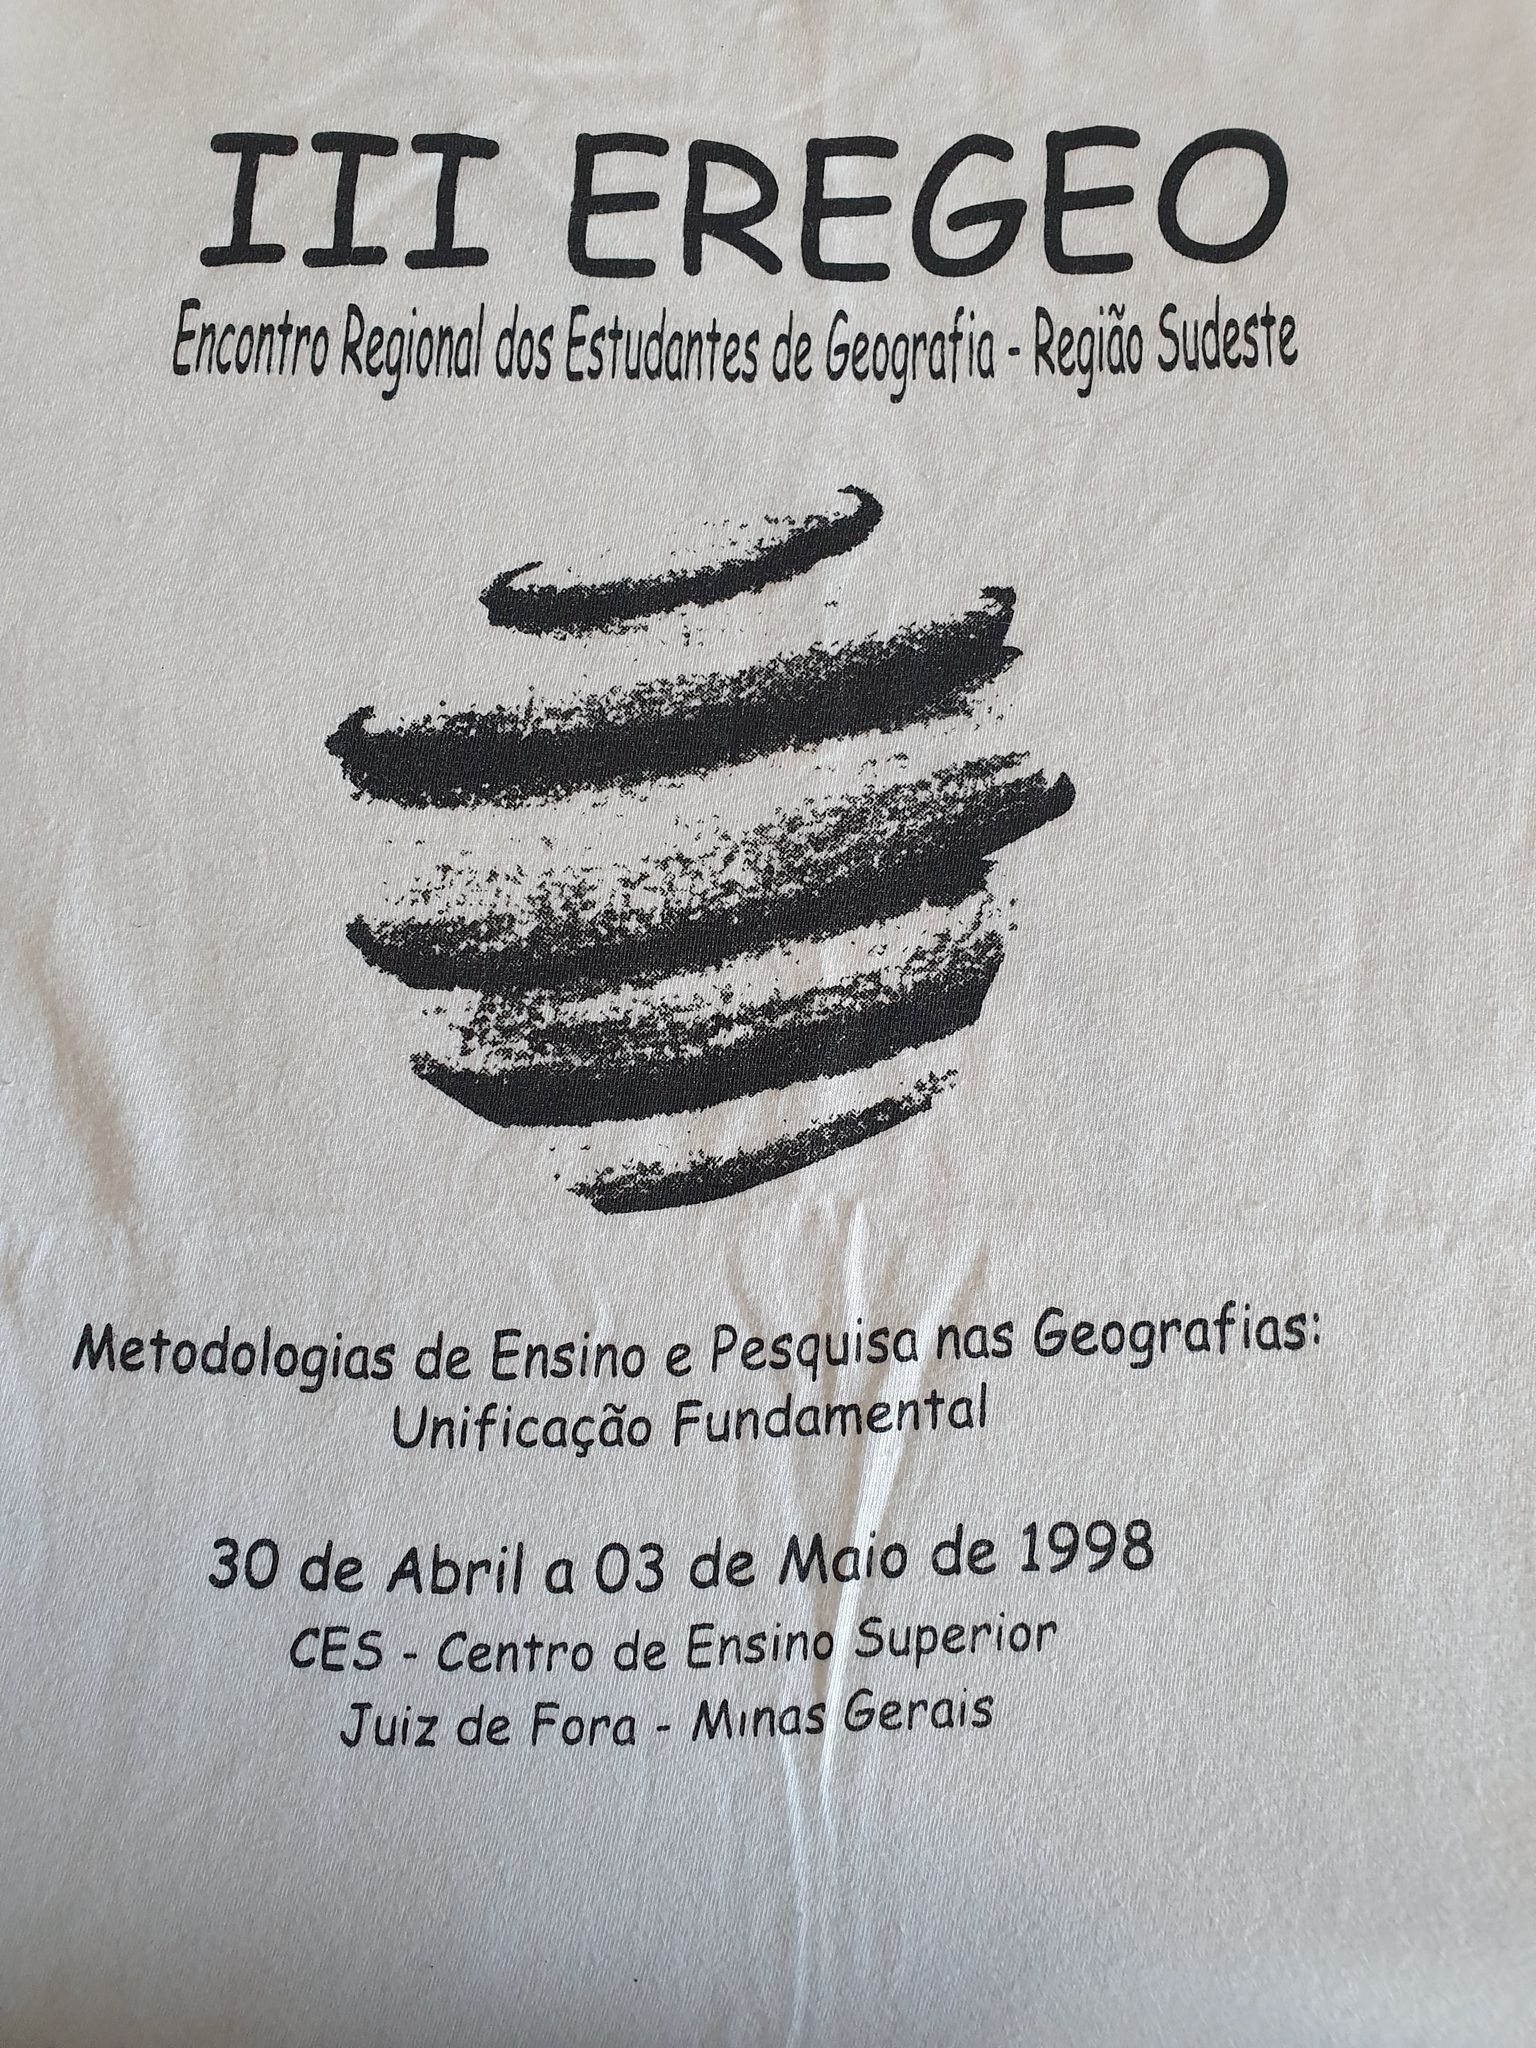 III EREGEO
Encontro Regional dos Estudantes de Geografia - Região Sudeste
Metodologias de Ensino e Pesquisa nas Geografias:
Unificação Fundamental
30 de Abril a 03 de Maio de 1998
CES - Centro de Ensino Superior
Juiz de Fora - Minas Gerais